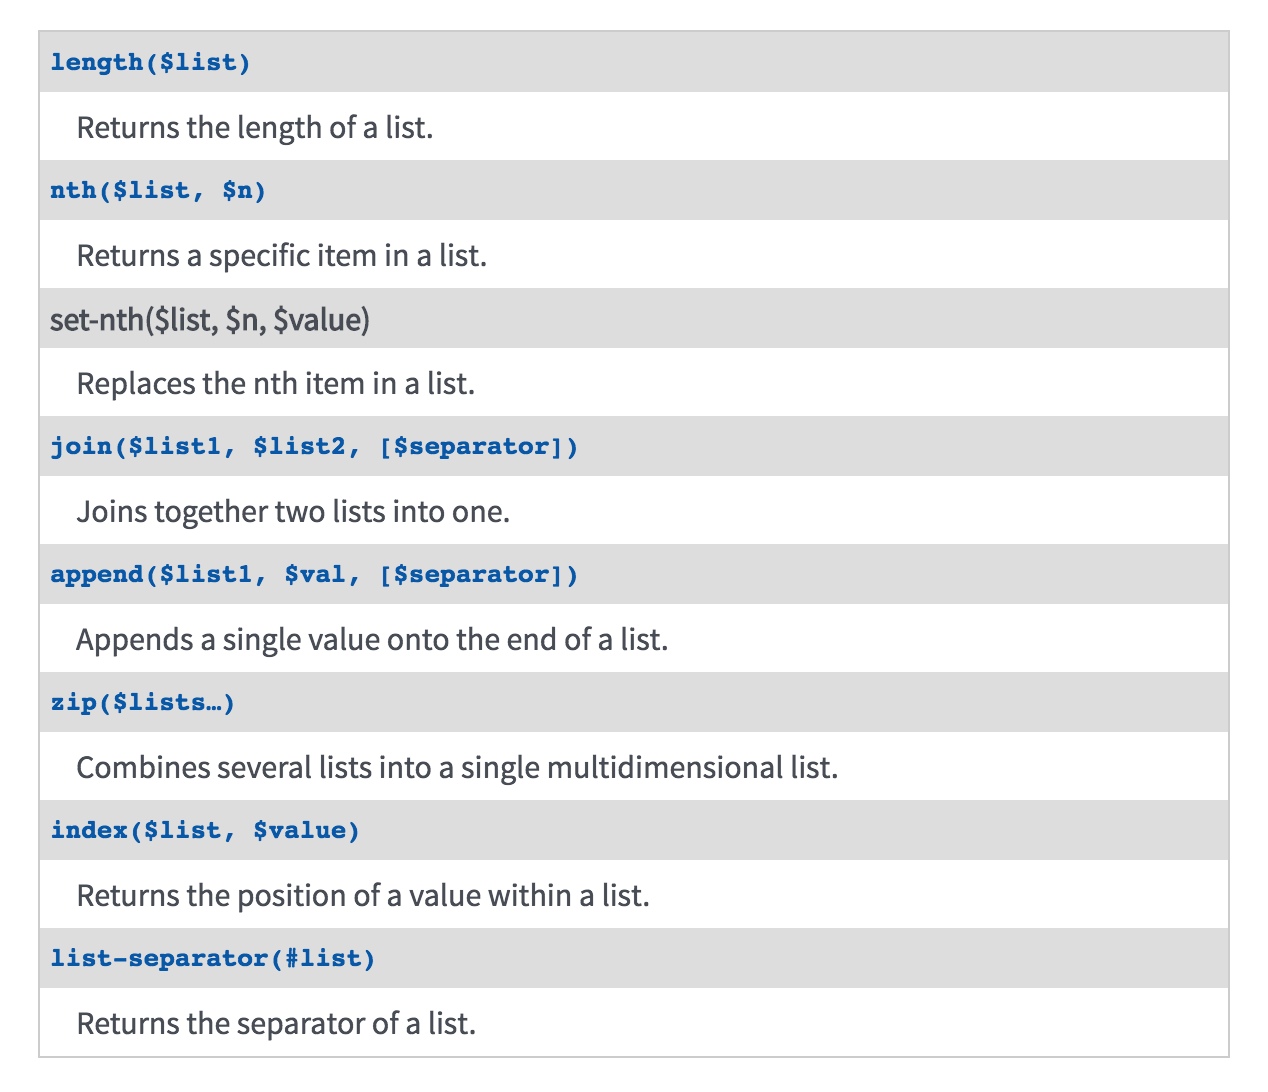 length($list)
Returns the length of a list.
nth($list, $n)
Returns a specific item in a list.
set-nth($list, $n, $value)
Replaces the nth item in a list.
join($list1, $list2, [$separator])
Joins together two lists into one.
append($list1, $val, [$separator])
Appends a single value onto the end of a list.
zip($lists…)
Combines several lists into a single multidimensional list.
index($list, $value)
Returns the position of a value within a list.
list-separator(#list)
Returns the separator of a list.